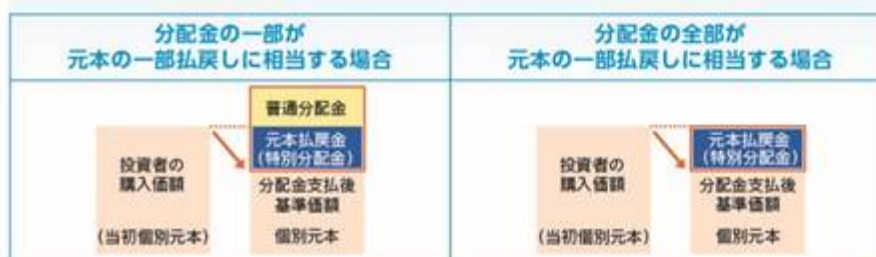 分配金の一部が
元本の一部払戻しに相当する場合
分配金の全部が
元本の一部払戻しに相当する場合
普通分配金
元本払戻金
(特別分配金)
投資者の
購入価額
(当初個別元本)
分配金支払後
基準価額
個別元本
元本払戻金
(特別分配金)
投資者の
購入価額
(当初個別元本)
分配金支払後
基準価額
個別元本